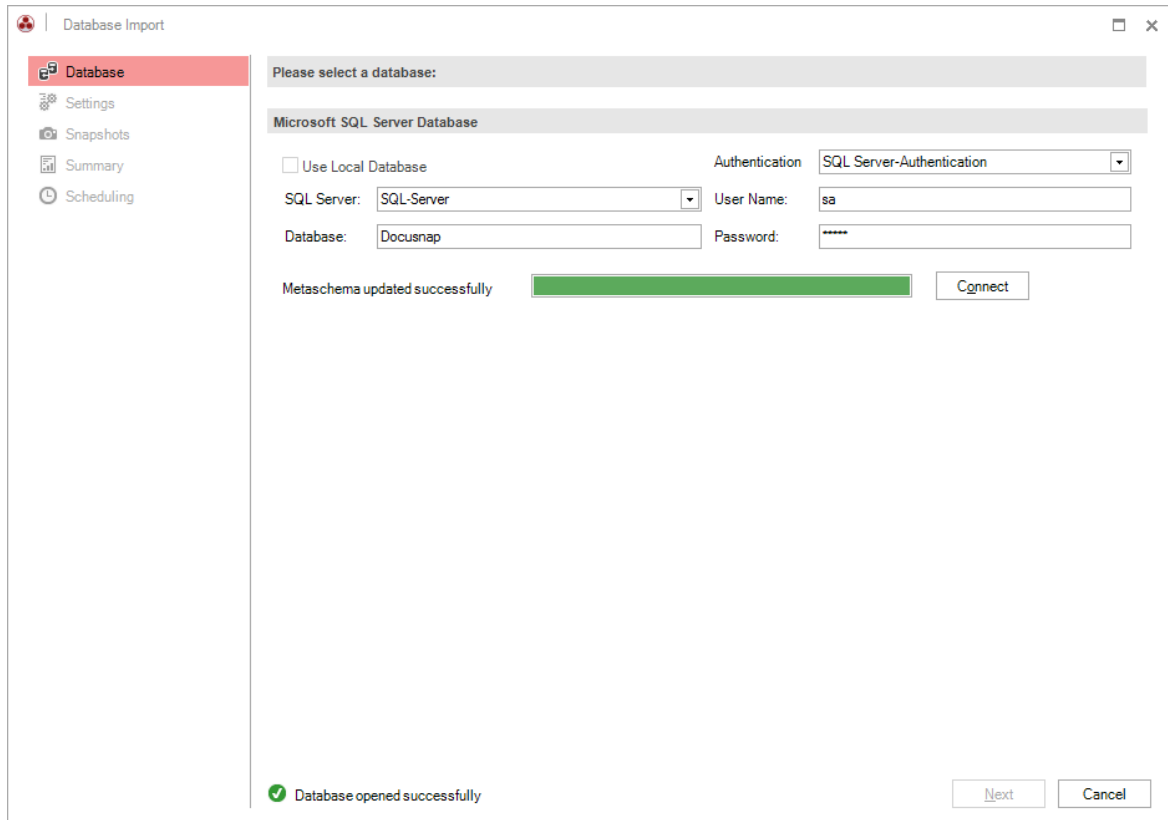 Database Import
Database
Settings
Snapshots
Summary
Scheduling
Please select a database:
Microsoft SQL Server Database
Use Local Database
Authentication SQL Server-Authentication
SQL Server: SQL-Server User Name: sa
Database: Docusnap Password: *****
Metaschema updated successfully Connect
Database opened successfully Next Cancel